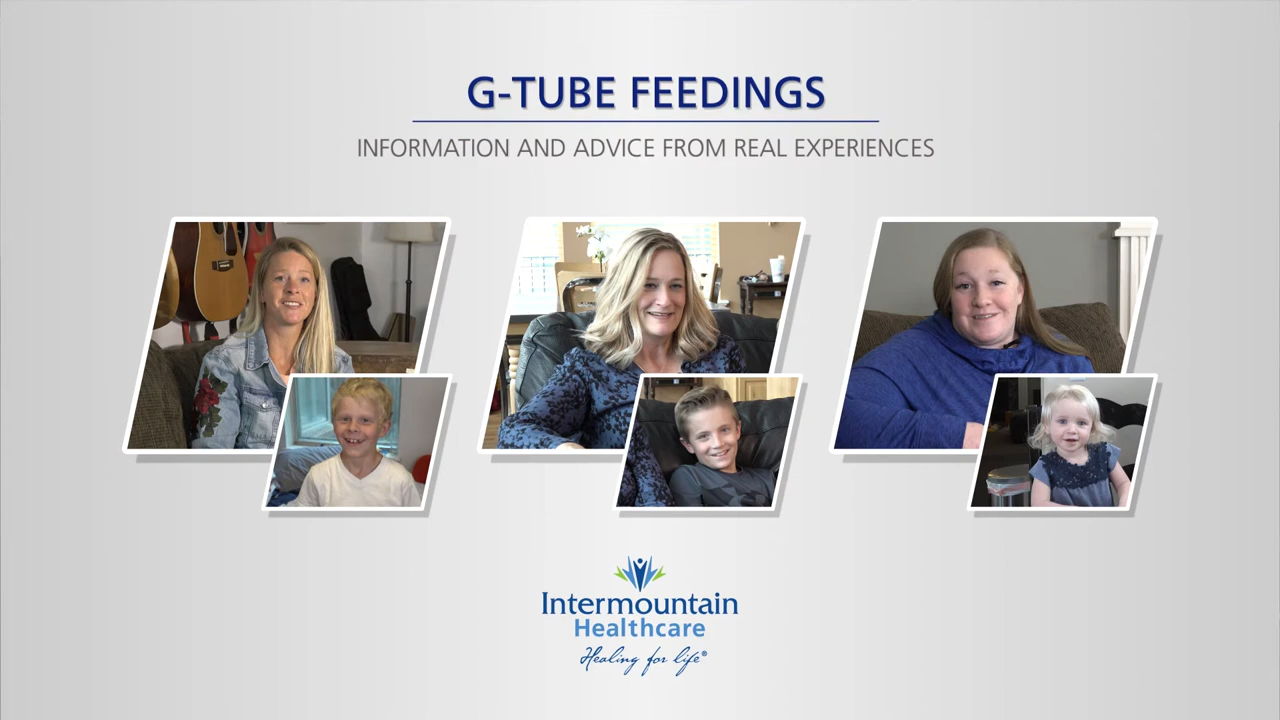 G-TUBE FEEDINGS
INFORMATION AND ADVICE FROM REAL EXPERIENCES
Intermountain
Healthcare
Healing for life®